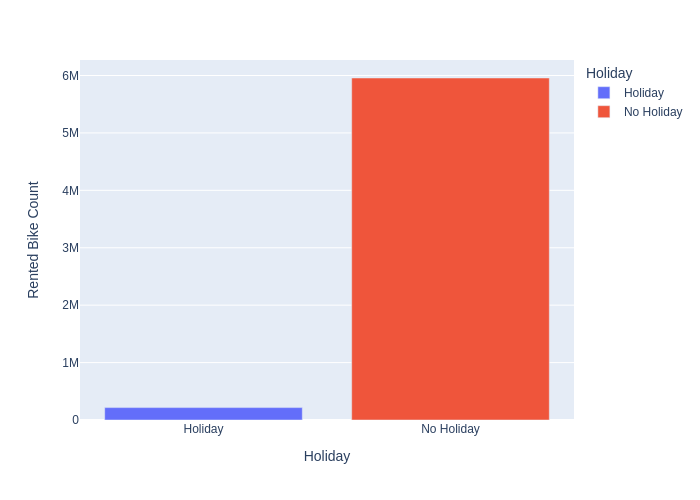 Holiday
Holiday
No Holiday
6M
5M
4M
3M
2M
1M
0
Rented Bike Count
Holiday
No Holiday
Holiday